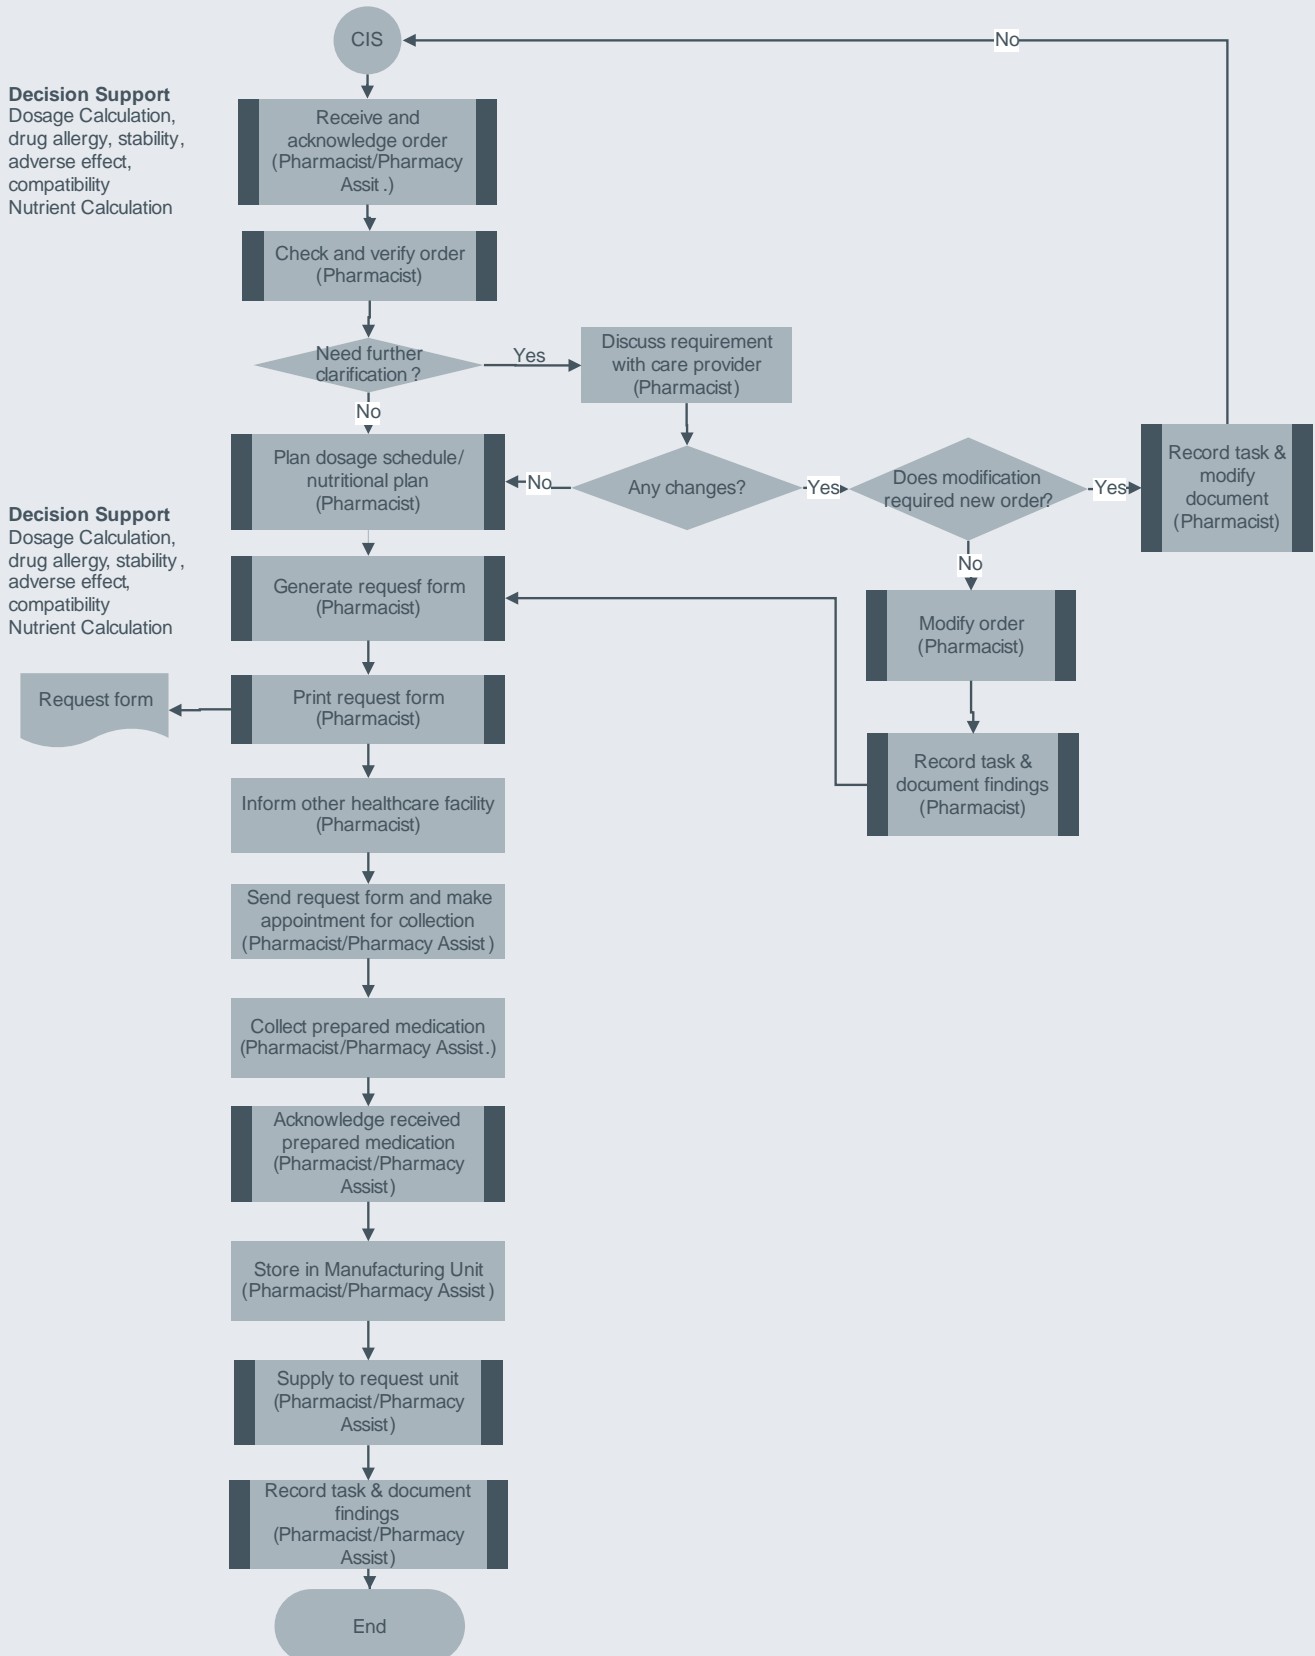 CIS
No
Decision Support
Dosage Calculation,
drug allergy, stability,
adverse effect,
compatibility
Nutrient Calculation
Receive and
acknowledge order
(Pharmacist/Pharmacy
Assit .)
Check and verify order
(Pharmacist)
Need further
clarification ?
Yes
Discuss requirement
with care provider
(Pharmacist)
No
Plan dosage schedule/
nutritional plan
(Pharmacist)
No
Any changes?
Yes
Does modification
required new order?
Yes
Record task &
modify
document
(Pharmacist)
Decision Support
Dosage Calculation,
drug allergy, stability,
adverse effect,
compatibility
Nutrient Calculation
Generate requesf form
(Pharmacist)
No
Modify order
(Pharmacist)
Request form
Print request form
(Pharmacist)
Record task &
document findings
(Pharmacist)
Inform other healthcare facility
(Pharmacist)
Send request form and make
appointment for collection
(Pharmacist/Pharmacy Assist)
Collect prepared medication
(Pharmacist/Pharmacy Assist.)
Acknowledge received
prepared medication
(Pharmacist/Pharmacy
Assist)
Store in Manufacturing Unit
(Pharmacist/Pharmacy Assist)
Supply to request unit
(Pharmacist/Pharmacy
Assist)
Record task & document
findings
(Pharmacist/Pharmacy
Assist)
End